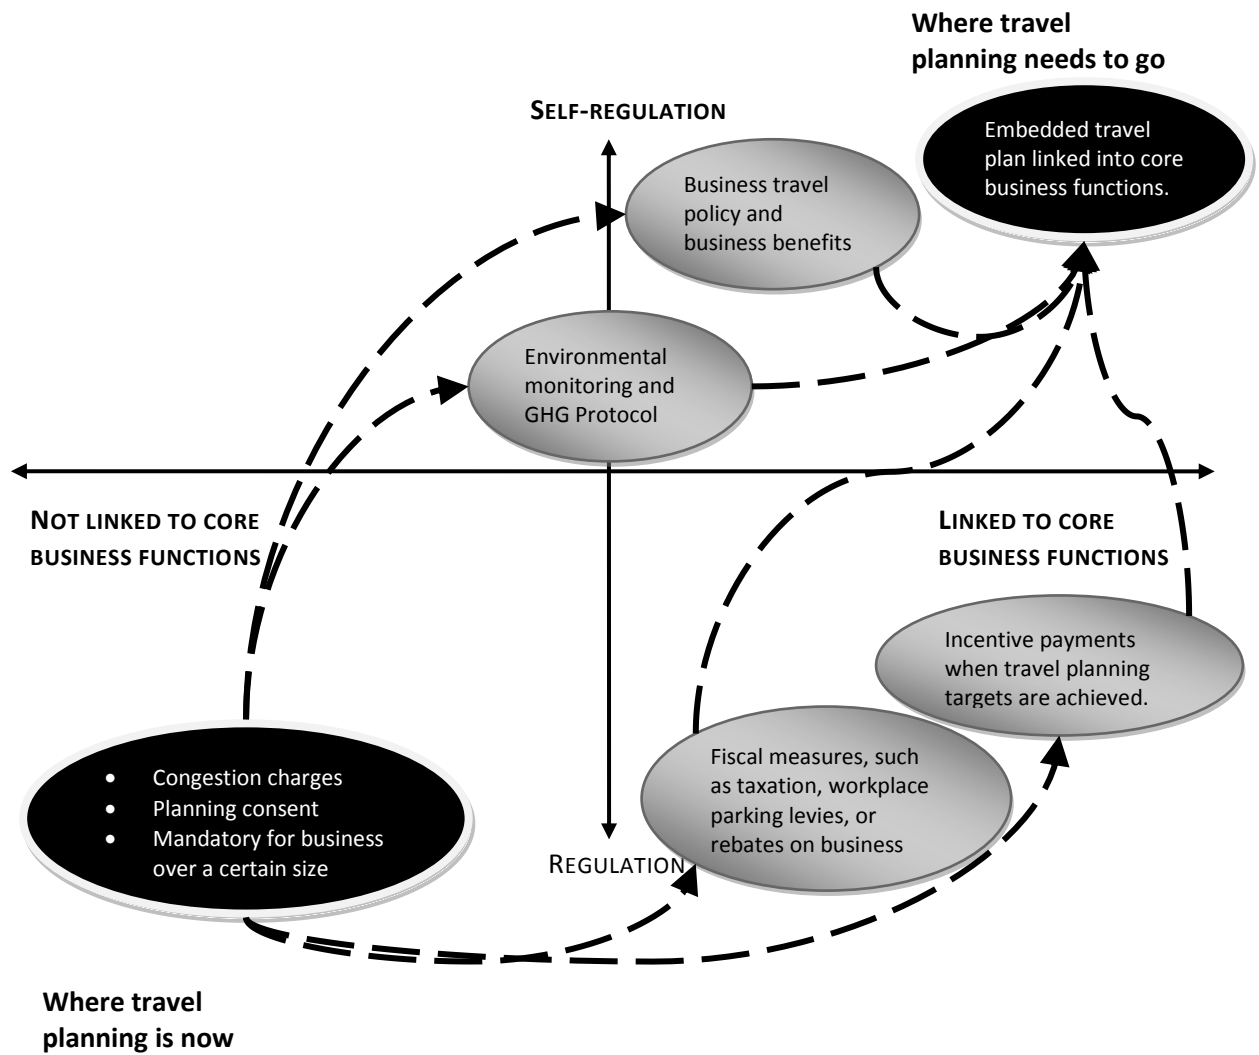 Where travel
planning needs to go
SELF-REGULATION
Embedded travel
plan linked into core
business functions.
Business travel
policy and
business benefits
Environmental
monitoring and
GHG Protocol
NOT LINKED TO CORE
BUSINESS FUNCTIONS
LINKED TO CORE
BUSINESS FUNCTIONS
Incentive payments
when travel planning
targets are achieved.
Fiscal measures, such
as taxation, workplace
parking levies, or
rebates on business
• Congestion charges
• Planning consent
• Mandatory for business
over a certain size
REGULATION
Where travel
planning is now